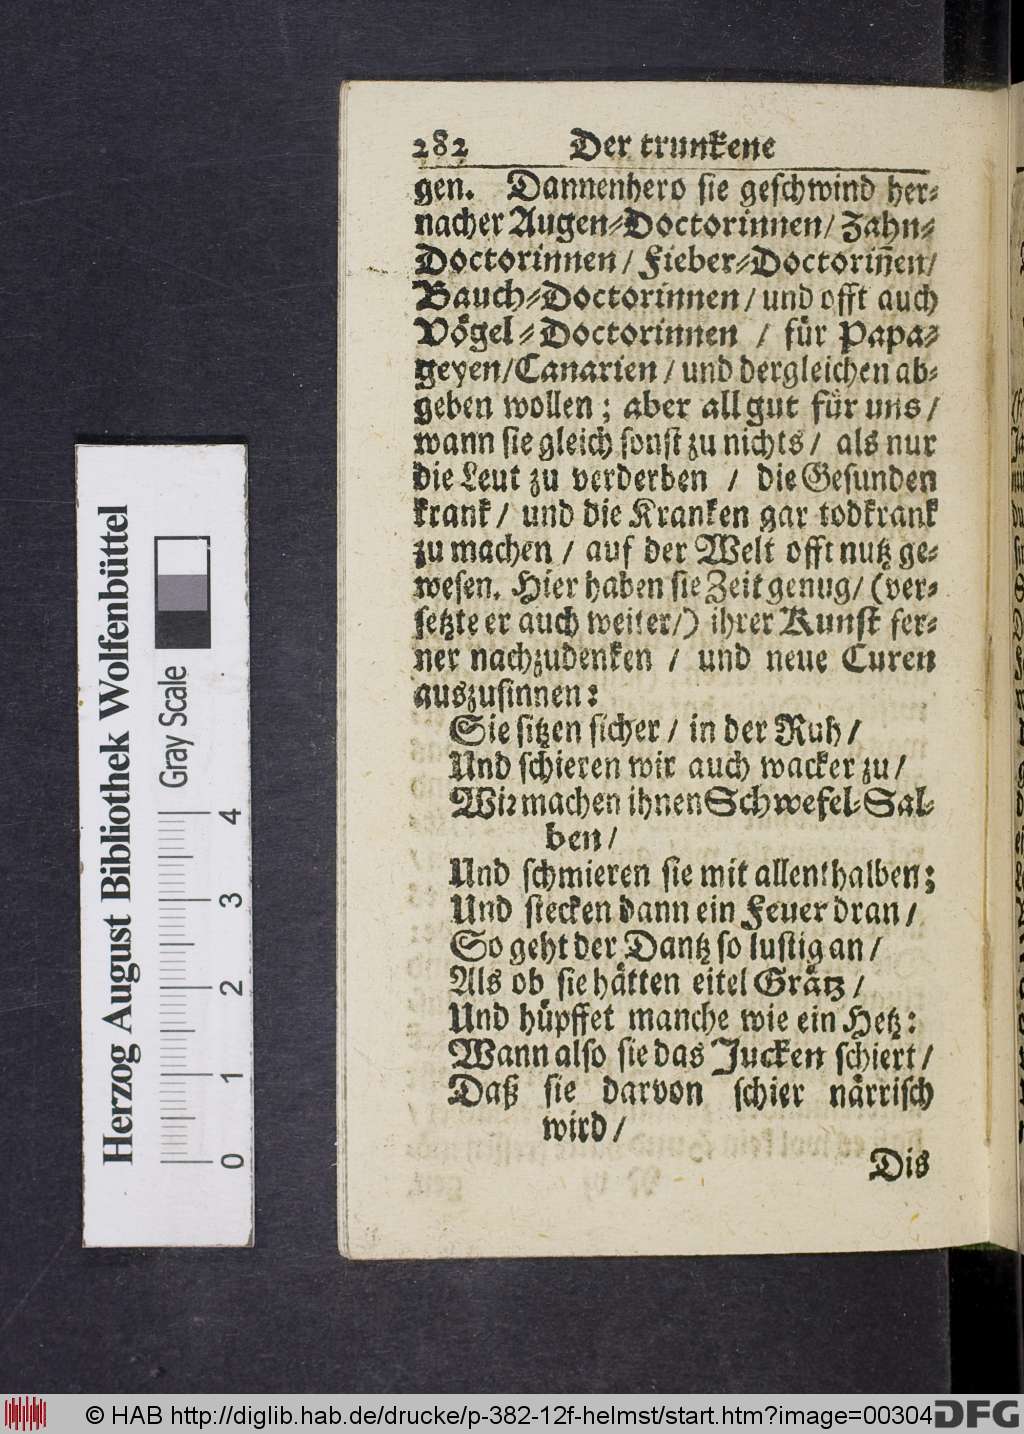 282 Der trunkene
gen. Dannenhero sie geschwind her-
nacher Augen-Doctorinnen/ Zahn-
Doctorinnen/ Fieber-Doctorin̄en/
Bauch-Doctorinnen/ und offt auch
Vögel-Doctorinnen / für Papa-
geyen/Canarien/ und dergleichen ab-
geben wollen; aber all gut für uns/
wann sie gleich sonst zu nichts/ als nur
die Leut zu verderben / die Gesunden
krank/ und die Kranken gar todkrank
zu machen / auf der Welt offt nutz ge-
wesen. Hier haben sie Zeit genug/ (ver-
setzte er auch weiter/) ihrer Kunst fer-
ner nachzudenken / und neue Curen
auszusinnen:
Sie sitzen sicher/ in der Ruh/
Und schieren wir auch wacker zu/
Wir machen ihnen Schwefel-Sal-
ben/
Und schmieren sie mit allenthalben;
Und stecken dann ein Feuer dran/
So geht der Dantz so lustig an/
Als ob sie hätten eitel Grätz/
Und hüpffet manche wie ein Hetz:
Wann also sie das Jucken schiert/
Daß sie darvon schier närrisch
wird/
Dis
Herzog August Bibliothek Wolfenbüttel
Gray Scale
0 1 2 3 4
© HAB http://diglib.hab.de/drucke/p-382-12f-helmst/start.htm?image=00304
DFG